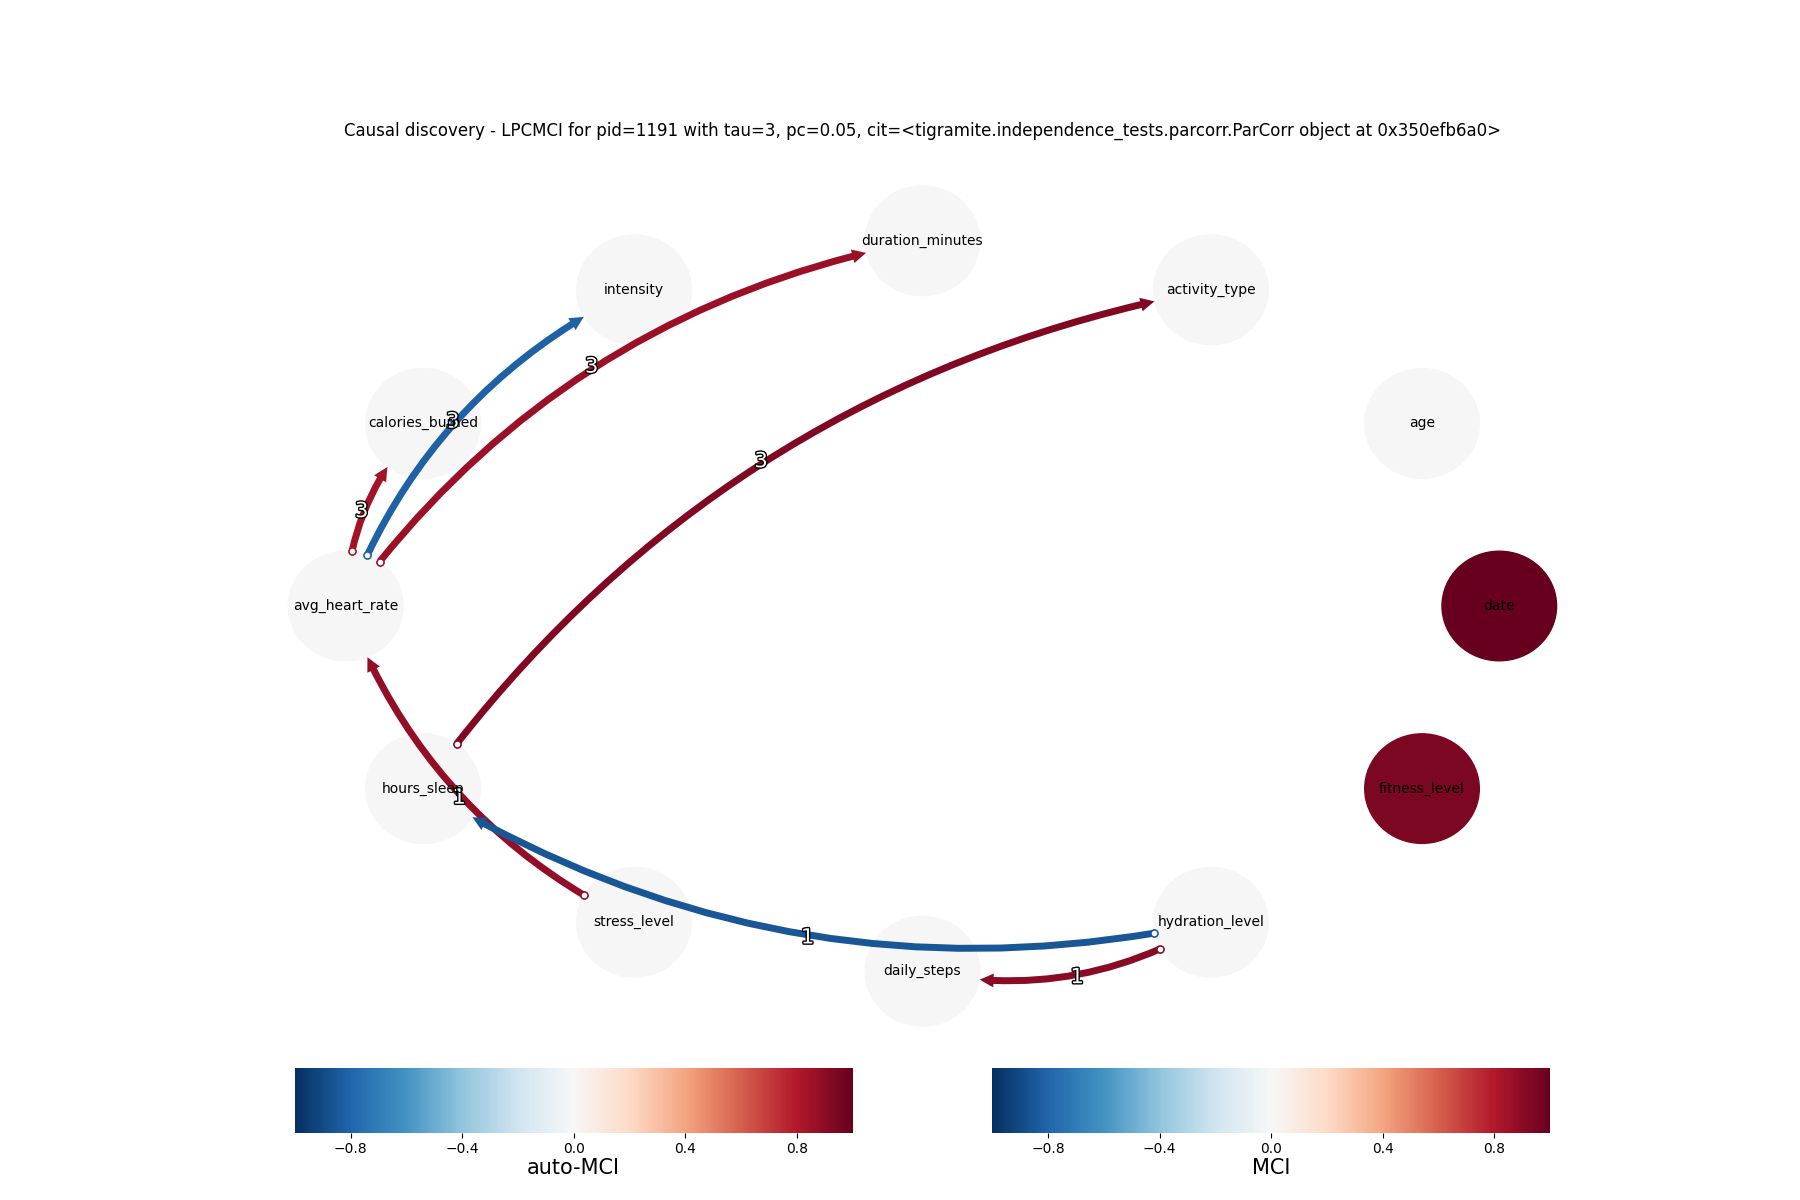 Causal discovery - LPCMCI for pid=1191 with tau=3, pc=0.05, cit=<tigramite.independence_tests.parcorr.ParCorr object at 0x350efb6a0>
duration_minutes
intensity
activity_type
3
3
calories_burned
age
3
3
avg_heart_rate
date
hours_sleep
fitness_level
1
stress_level
hydration_level
1
daily_steps
1
−0.8 −0.4 0.0 0.4 0.8
auto-MCI
−0.8 −0.4 0.0 0.4 0.8
MCI